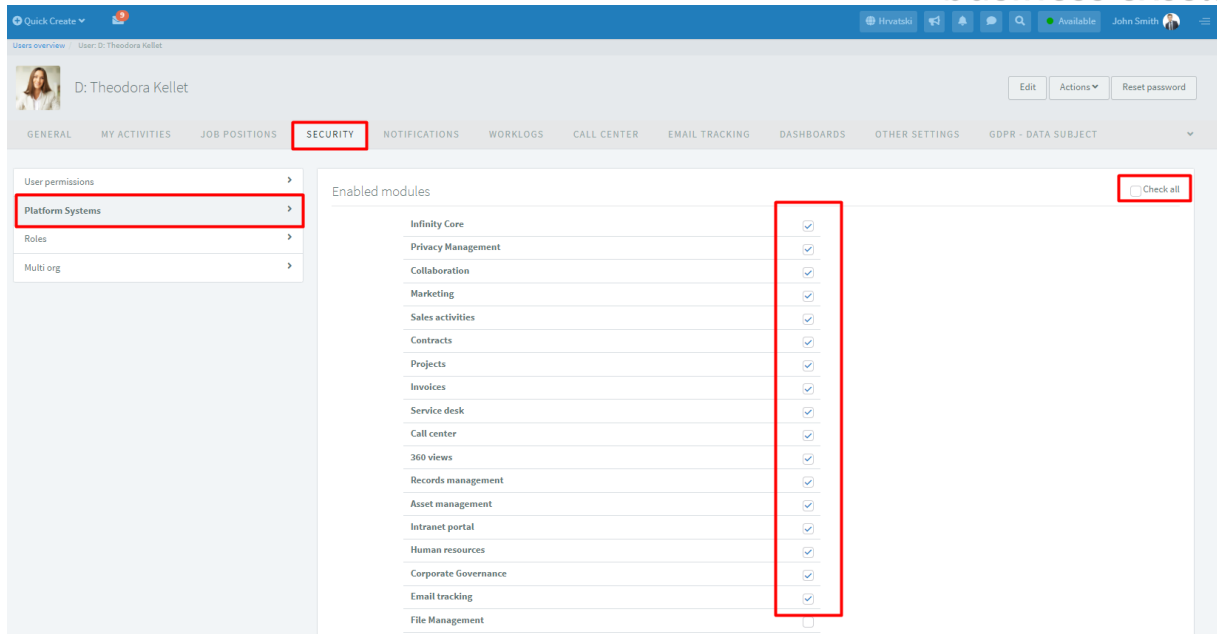 Quick Create
9
Hrvatski
Available
John Smith
Users overview / User: D: Theodora Kellet
D: Theodora Kellet
Edit
Actions
Reset password
GENERAL MY ACTIVITIES JOB POSITIONS SECURITY NOTIFICATIONS WORKLOGS CALL CENTER EMAIL TRACKING DASHBOARDS OTHER SETTINGS GDPR - DATA SUBJECT
User permissions
Platform Systems
Roles
Multi org
Enabled modules
Check all
Infinity Core
Privacy Management
Collaboration
Marketing
Sales activities
Contracts
Projects
Invoices
Service desk
Call center
360 views
Records management
Asset management
Intranet portal
Human resources
Corporate Governance
Email tracking
File Management